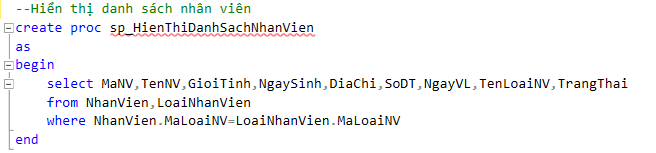 --Hiển thị danh sách nhân viên
create proc sp_HienThiDanhSachNhanVien
as
begin
select MaNV,TenNV,GioiTinh,NgaySinh,DiaChi,SoDT,NgayVL,TenLoaiNV,TrangThai
from NhanVien,LoaiNhanVien
where NhanVien.MaLoaiNV=LoaiNhanVien.MaLoaiNV
end